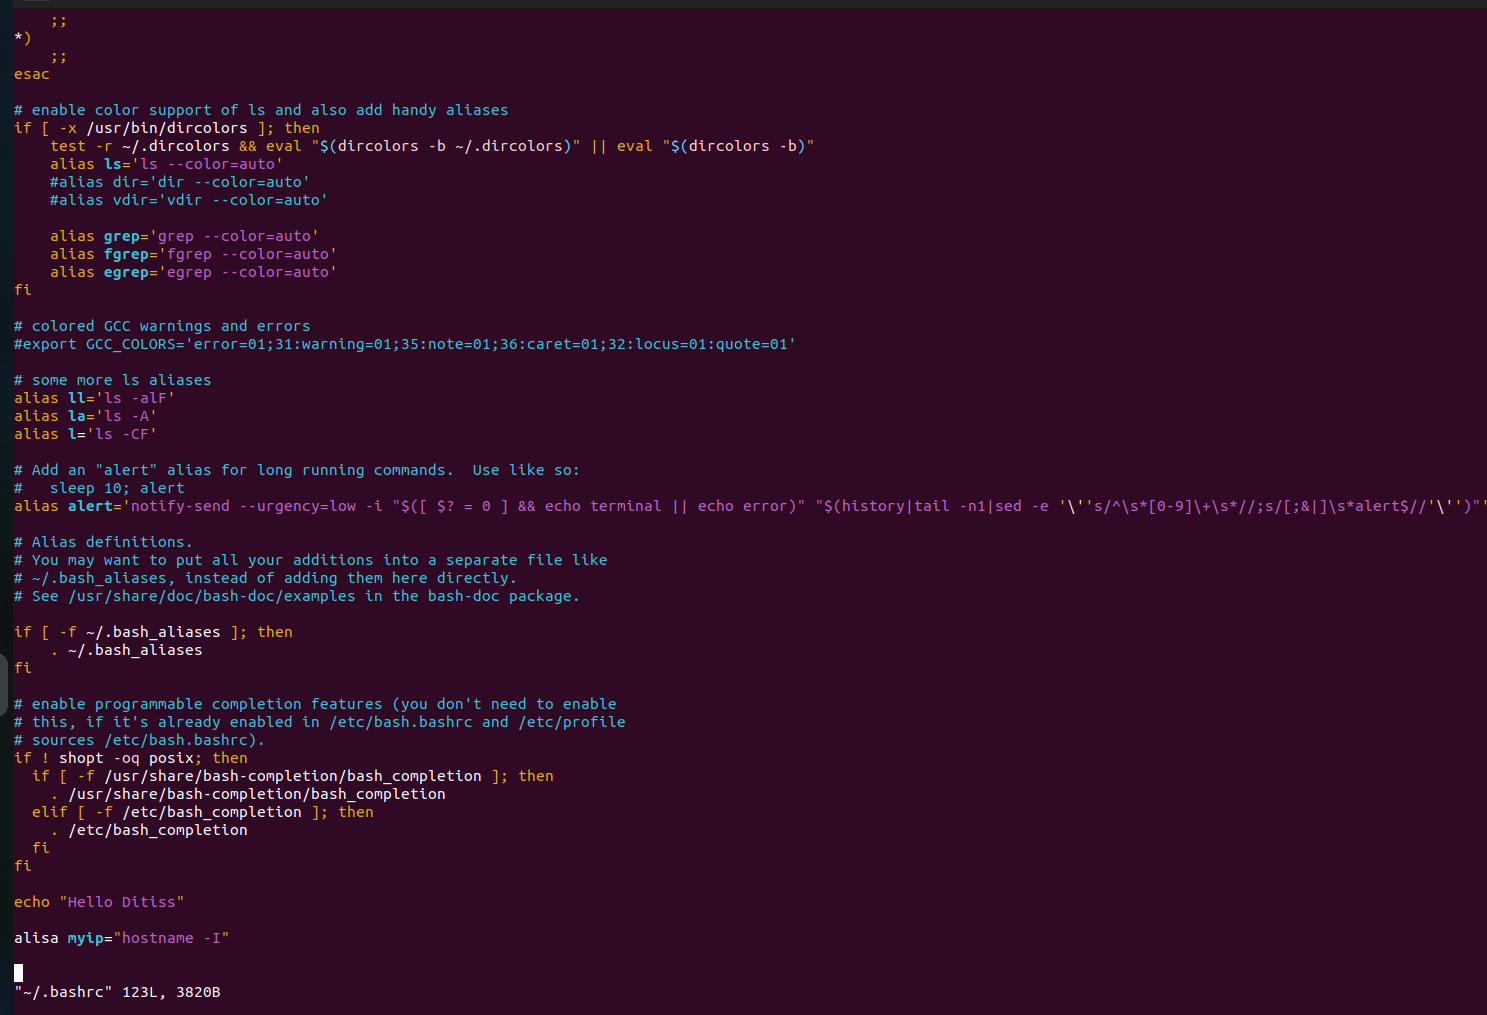 ;;
*)
    ;;
esac

# enable color support of ls and also add handy aliases
if [ -x /usr/bin/dircolors ]; then
    test -r ~/.dircolors && eval "$(dircolors -b ~/.dircolors)" || eval "$(dircolors -b)"
    alias ls='ls --color=auto'
    #alias dir='dir --color=auto'
    #alias vdir='vdir --color=auto'

    alias grep='grep --color=auto'
    alias fgrep='fgrep --color=auto'
    alias egrep='egrep --color=auto'
fi

# colored GCC warnings and errors
#export GCC_COLORS='error=01;31:warning=01;35:note=01;36:caret=01;32:locus=01:quote=01'

# some more ls aliases
alias ll='ls -alF'
alias la='ls -A'
alias l='ls -CF'

# Add an "alert" alias for long running commands.  Use like so:
#   sleep 10; alert
alias alert='notify-send --urgency=low -i "$([ $? = 0 ] && echo terminal || echo error)" "$(history|tail -n1|sed -e '\''s/^\s*[0-9]\+\s*//;s/[;&|]\s*alert$//'\'')"'

# Alias definitions.
# You may want to put all your additions into a separate file like
# ~/.bash_aliases, instead of adding them here directly.
# See /usr/share/doc/bash-doc/examples in the bash-doc package.

if [ -f ~/.bash_aliases ]; then
    . ~/.bash_aliases
fi

# enable programmable completion features (you don't need to enable
# this, if it's already enabled in /etc/bash.bashrc and /etc/profile
# sources /etc/bash.bashrc).
if ! shopt -oq posix; then
  if [ -f /usr/share/bash-completion/bash_completion ]; then
    . /usr/share/bash-completion/bash_completion
  elif [ -f /etc/bash_completion ]; then
    . /etc/bash_completion
  fi
fi

echo "Hello Ditiss"

alisa myip="hostname -I"

"~/.bashrc" 123L, 3820B